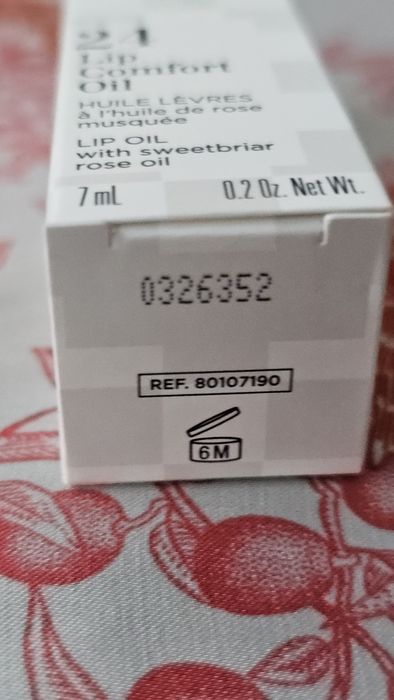 24
Lip
Comfort
Oil
HUILE LÈVRES
à l'huile de rose
musquée
LIP OIL
with sweetbriar
rose oil
7 mL 0.2 Oz. Net Wt.
0326352
REF. 80107190
6M